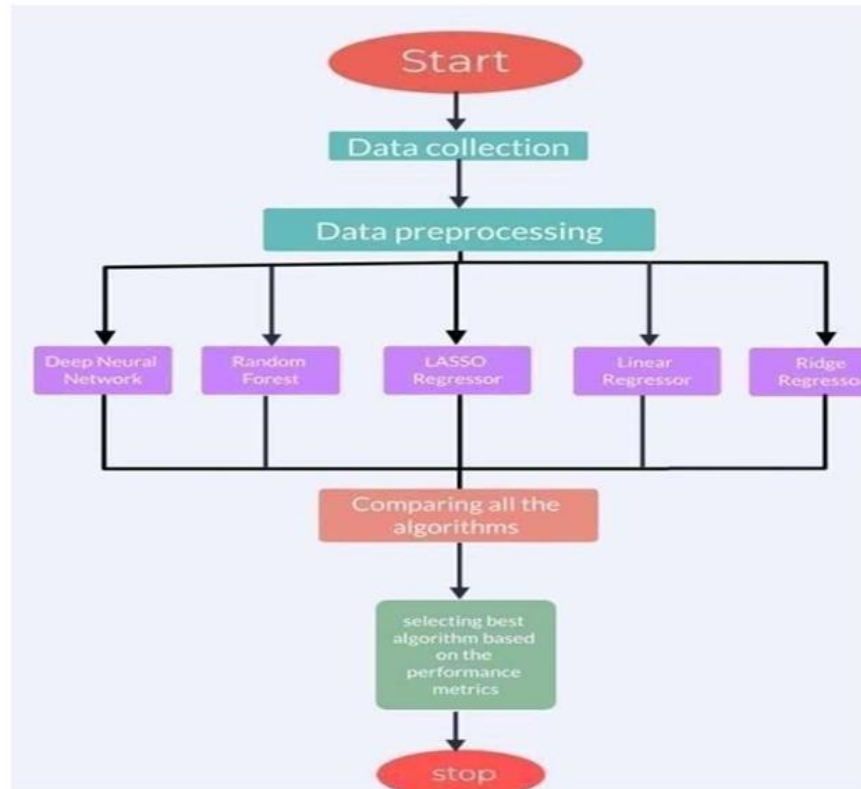 Start
Data collection
Data preprocessing
Deep Neural
Network
Random
Forest
LASSO
Regressor
Linear
Regressor
Ridge
Regresso
Comparing all the
algorithms
selecting best
algorithm based
on the
performance
metrics
stop